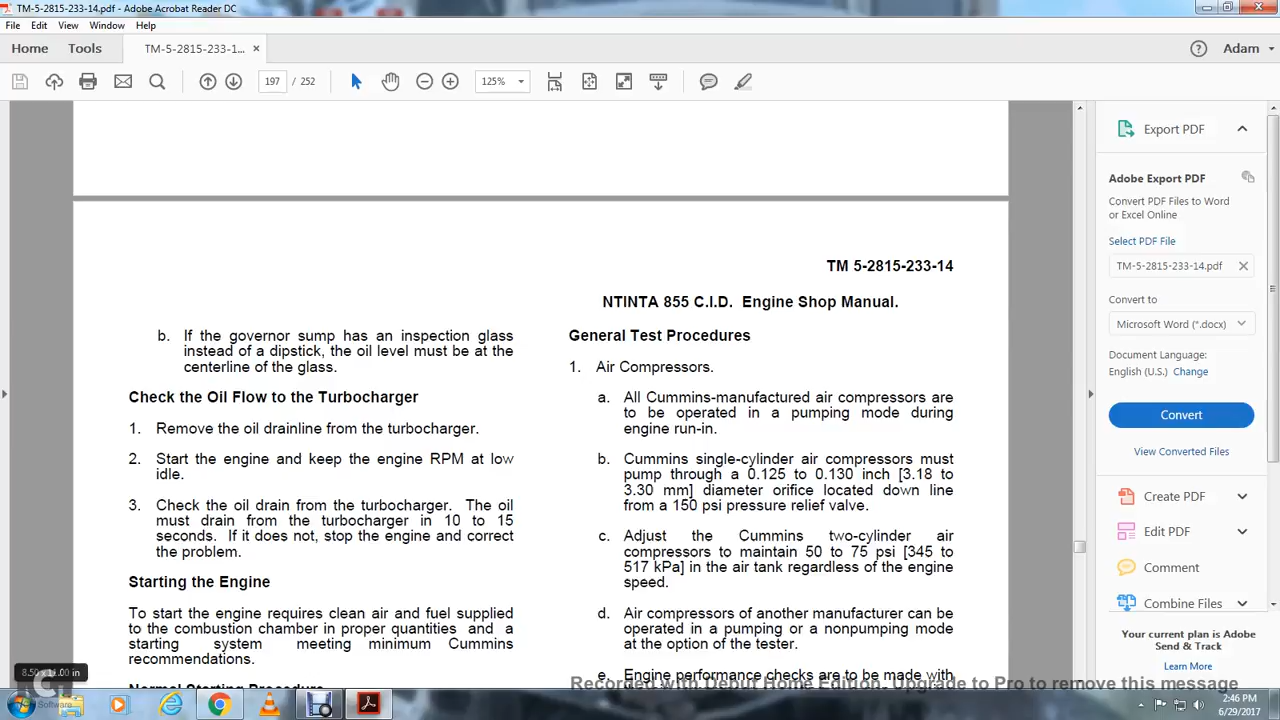 TM-5-2815-233-14.pdf - Adobe Acrobat Reader DC
File Edit View Window Help
Home Tools TM-5-2815-233-1... × Adam
197 / 252 125%
TM 5-2815-233-14
NTINTA 855 C.I.D. Engine Shop Manual.
b. If the governor sump has an inspection glass
instead of a dipstick, the oil level must be at the
centerline of the glass.
Check the Oil Flow to the Turbocharger
1. Remove the oil drainline from the turbocharger.
2. Start the engine and keep the engine RPM at low
idle.
3. Check the oil drain from the turbocharger. The oil
must drain from the turbocharger in 10 to 15
seconds. If it does not, stop the engine and correct
the problem.
Starting the Engine
To start the engine requires clean air and fuel supplied
to the combustion chamber in proper quantities and a
starting system meeting minimum Cummins
recommendations.
Normal Starting Procedure
General Test Procedures
1. Air Compressors.
a. All Cummins-manufactured air compressors are
to be operated in a pumping mode during
engine run-in.
b. Cummins single-cylinder air compressors must
pump through a 0.125 to 0.130 inch [3.18 to
3.30 mm] diameter orifice located down line
from a 150 psi pressure relief valve.
c. Adjust the Cummins two-cylinder air
compressors to maintain 50 to 75 psi [345 to
517 kPa] in the air tank regardless of the engine
speed.
d. Air compressors of another manufacturer can be
operated in a pumping or a nonpumping mode
at the option of the tester.
e. Engine performance checks are to be made with
Export PDF
Adobe Export PDF
Convert PDF Files to Word
or Excel Online
Select PDF File
TM-5-2815-233-14.pdf
Convert to
Microsoft Word (*.docx)
Document Language:
English (U.S.) Change
Convert
View Converted Files
Create PDF
Edit PDF
Comment
Combine Files
Your current plan is Adobe
Send & Track
Learn More
8.50 x 11.00 in
Recorded with Debut Home Edition. Upgrade to Pro to remove this message
Software
2:46 PM
6/29/2017